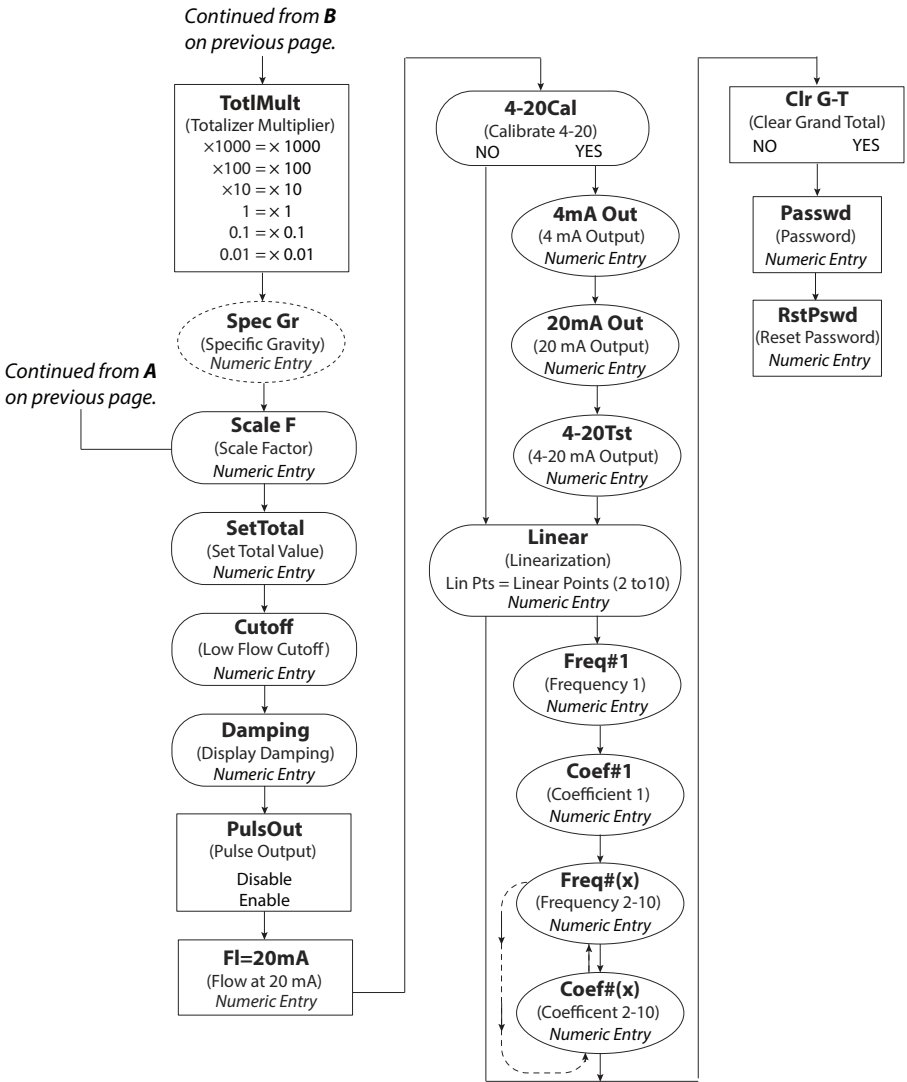 Continued from B
on previous page.
TotlMult
(Totalizer Multiplier)
×1000 = × 1000
×100 = × 100
×10 = × 10
1 = × 1
0.1 = × 0.1
0.01 = × 0.01
Spec Gr
(Specific Gravity)
Numeric Entry
Continued from A
on previous page.
Scale F
(Scale Factor)
Numeric Entry
SetTotal
(Set Total Value)
Numeric Entry
Cutoff
(Low Flow Cutoff)
Numeric Entry
Damping
(Display Damping)
Numeric Entry
PulsOut
(Pulse Output)
Disable
Enable
Fl=20mA
(Flow at 20 mA)
Numeric Entry
4-20Cal
(Calibrate 4-20)
NO YES
4mA Out
(4 mA Output)
Numeric Entry
20mA Out
(20 mA Output)
Numeric Entry
4-20Tst
(4-20 mA Output)
Numeric Entry
Linear
(Linearization)
Lin Pts = Linear Points (2 to10)
Numeric Entry
Freq#1
(Frequency 1)
Numeric Entry
Coef#1
(Coefficient 1)
Numeric Entry
Freq#(x)
(Frequency 2-10)
Numeric Entry
Coef#(x)
(Coefficent 2-10)
Numeric Entry
Clr G-T
(Clear Grand Total)
NO YES
Passwd
(Password)
Numeric Entry
RstPswd
(Reset Password)
Numeric Entry